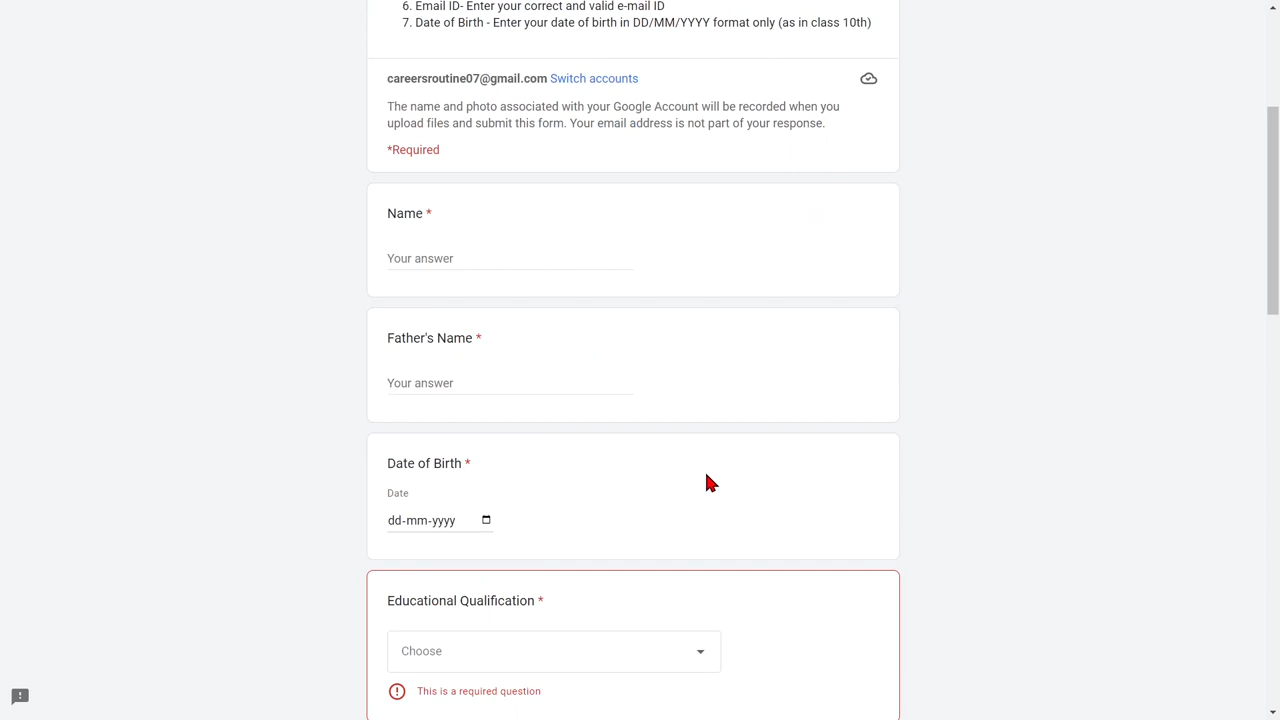 6. Email ID- Enter your correct and valid e-mail ID
7. Date of Birth - Enter your date of birth in DD/MM/YYYY format only (as in class 10th)
careersroutine07@gmail.com Switch accounts
The name and photo associated with your Google Account will be recorded when you
upload files and submit this form. Your email address is not part of your response.
*Required
Name *
Your answer
Father's Name *
Your answer
Date of Birth *
Date
dd-mm-yyyy
Educational Qualification *
Choose
This is a required question